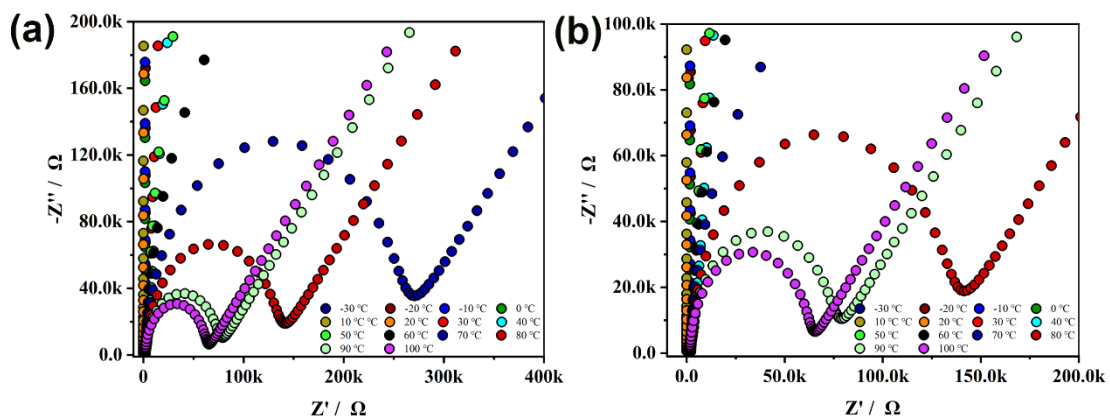 (a)
200.0k
160.0k
120.0k
80.0k
40.0k
0.0
-Z'' / Ω
-30 °C -20 °C -10 °C 0 °C
10 °C °C 20 °C 30 °C 40 °C
50 °C 60 °C 70 °C 80 °C
90 °C 100 °C
0 100k 200k 300k 400k
Z' / Ω
(b)
100.0k
80.0k
60.0k
40.0k
20.0k
0.0
-Z'' / Ω
-30 °C -20 °C -10 °C 0 °C
10 °C °C 20 °C 30 °C 40 °C
50 °C 60 °C 70 °C 80 °C
90 °C 100 °C
0.0 50.0k 100.0k 150.0k 200.0k
Z' / Ω